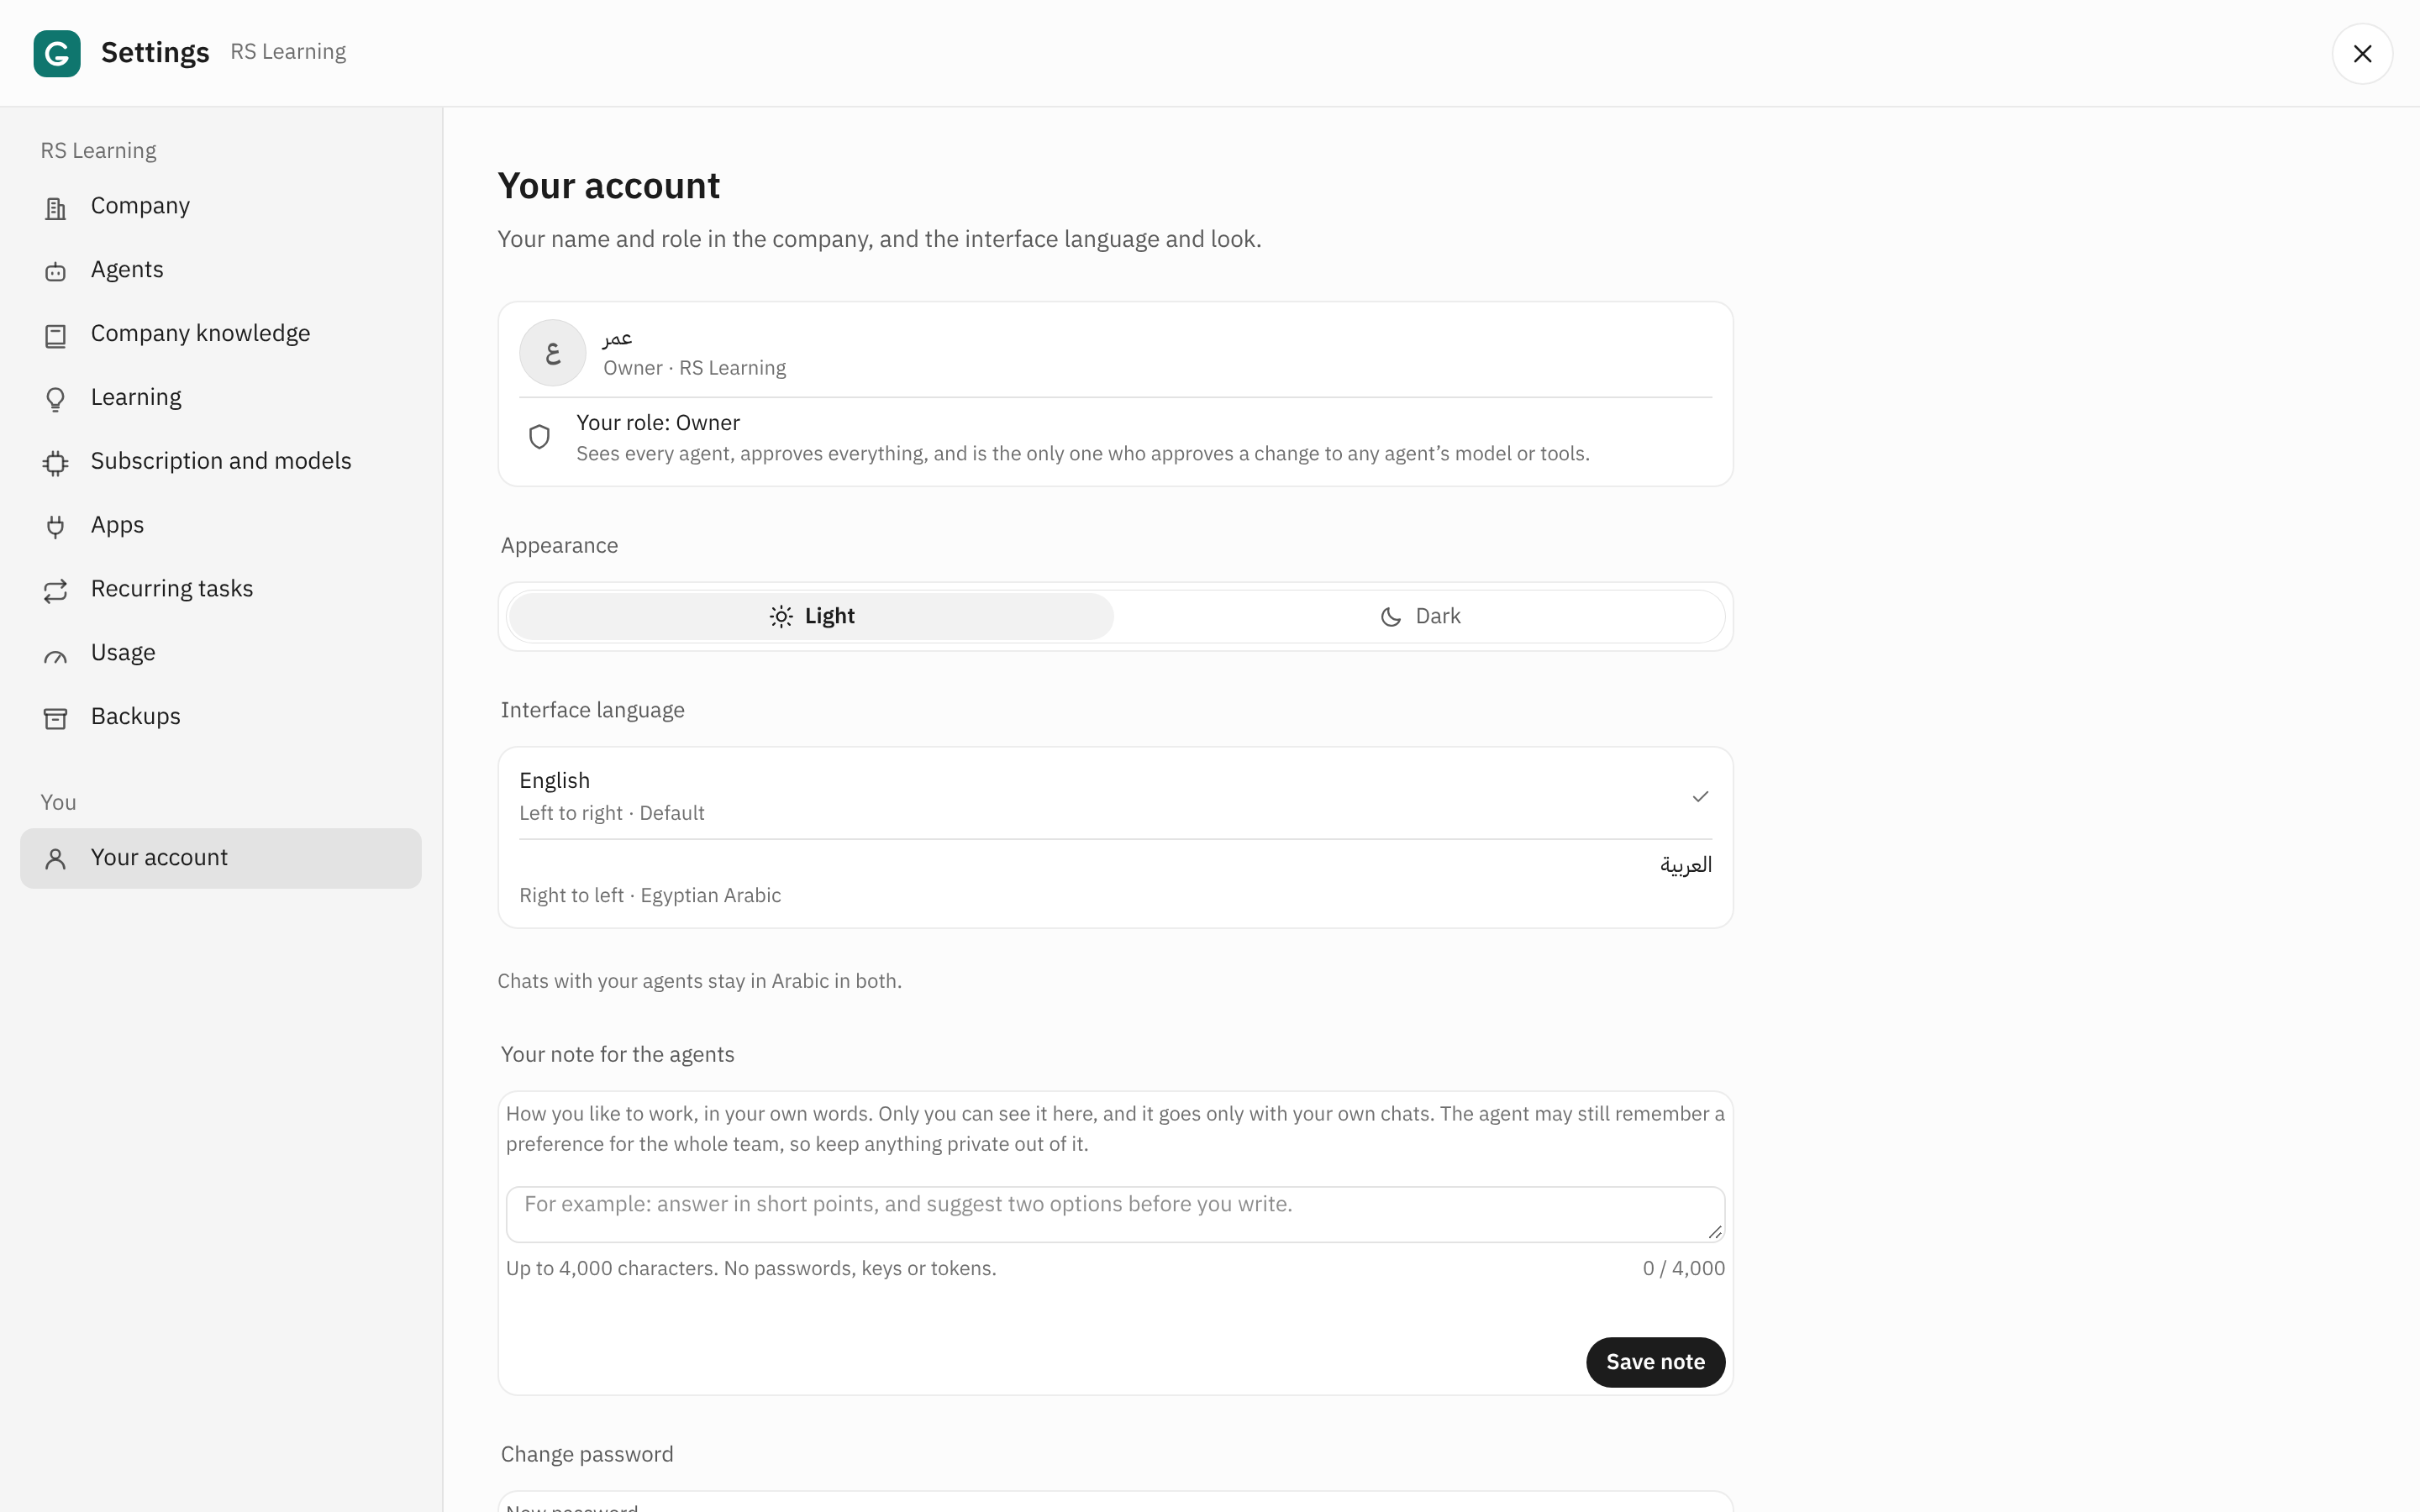 Settings RS Learning
RS Learning
Company
Agents
Company knowledge
Learning
Subscription and models
Apps
Recurring tasks
Usage
Backups
You
Your account
Your account
Your name and role in the company, and the interface language and look.
ع
عمر
Owner · RS Learning
Your role: Owner
Sees every agent, approves everything, and is the only one who approves a change to any agent’s model or tools.
Appearance
Light
Dark
Interface language
English
Left to right · Default
العربية
Right to left · Egyptian Arabic
Chats with your agents stay in Arabic in both.
Your note for the agents
How you like to work, in your own words. Only you can see it here, and it goes only with your own chats. The agent may still remember a
preference for the whole team, so keep anything private out of it.
For example: answer in short points, and suggest two options before you write.
Up to 4,000 characters. No passwords, keys or tokens. 0 / 4,000
Save note
Change password
New password